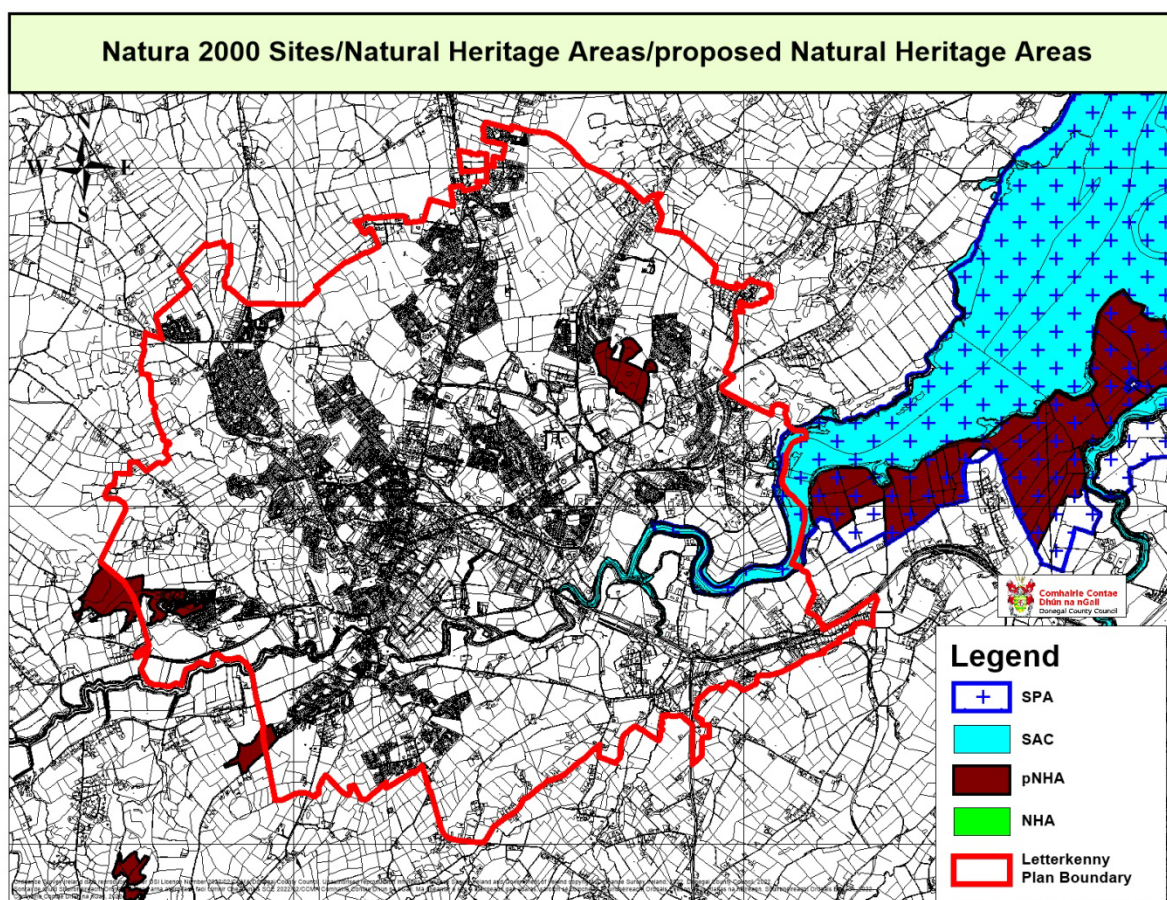 Natura 2000 Sites/Natural Heritage Areas/proposed Natural Heritage Areas
N
W E
S
Comhairle Contae
Dhún na nGall
Donegal County Council
Legend
SPA
SAC
pNHA
NHA
Letterkenny
Plan Boundary